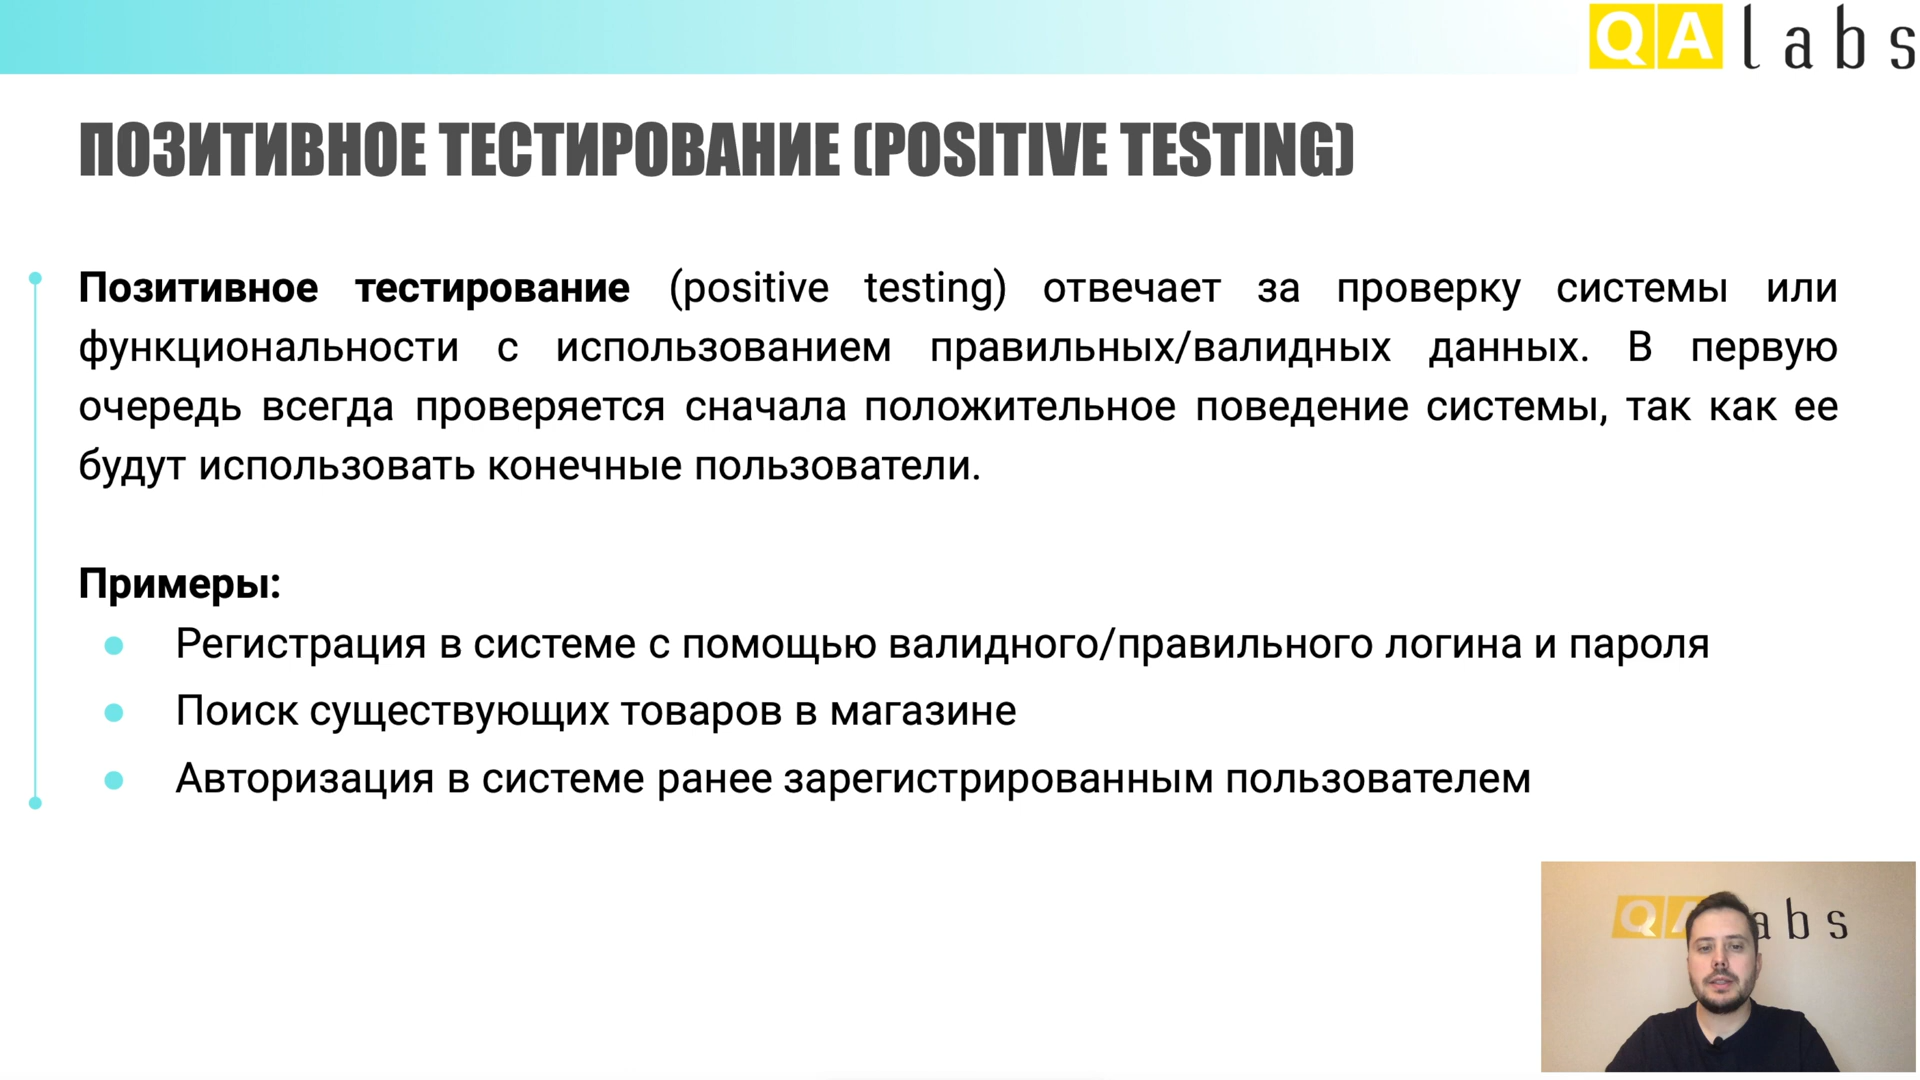 QA labs
ПОЗИТИВНОЕ ТЕСТИРОВАНИЕ (POSITIVE TESTING)
Позитивное тестирование (positive testing) отвечает за проверку системы или
функциональности с использованием правильных/валидных данных. В первую
очередь всегда проверяется сначала положительное поведение системы, так как ее
будут использовать конечные пользователи.
Примеры:
Регистрация в системе с помощью валидного/правильного логина и пароля
Поиск существующих товаров в магазине
Авторизация в системе ранее зарегистрированным пользователем
QA abs